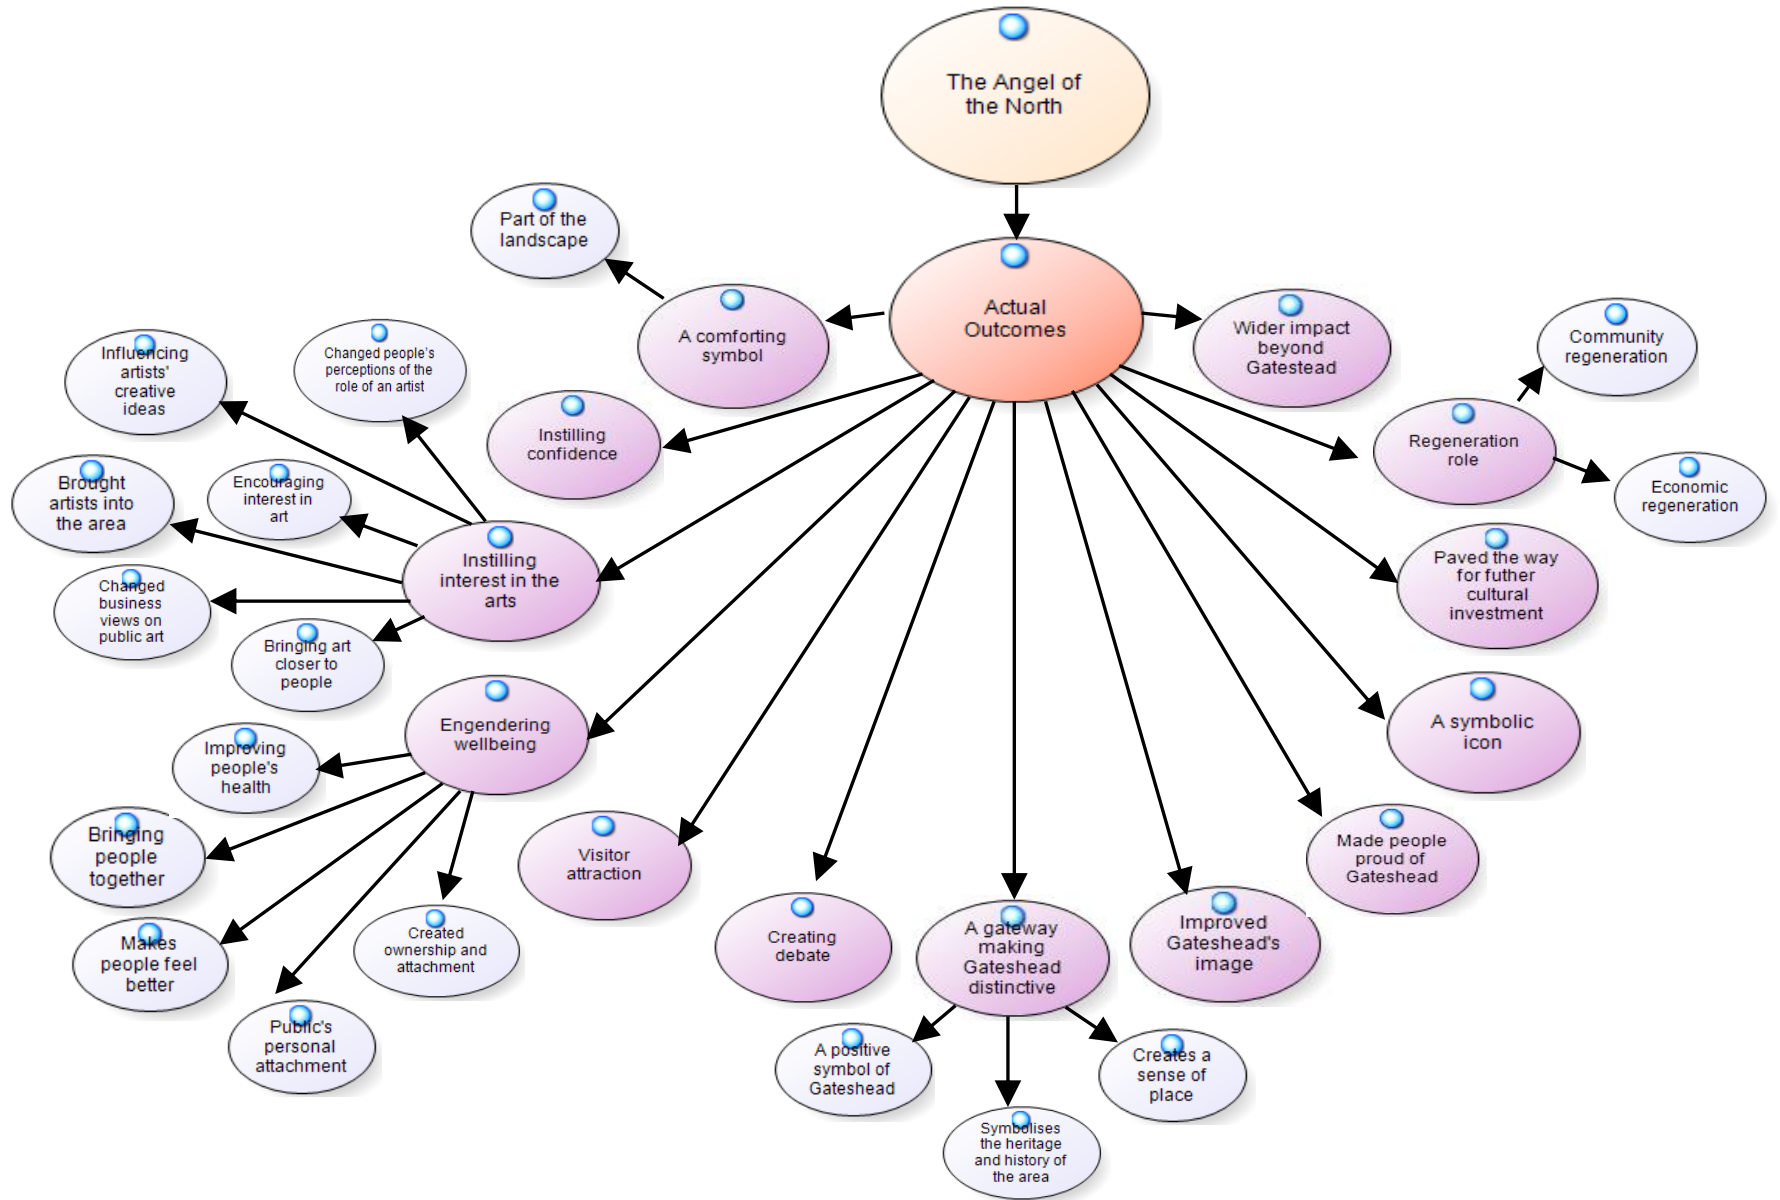 The Angel of
the North
Actual
Outcomes
Part of the
landscape
A comforting
symbol
Wider impact
beyond
Gatestead
Community
regeneration
Regeneration
role
Economic
regeneration
Influencing
artists'
creative
ideas
Changed people's
perceptions of the
role of an artist
Instilling
confidence
Brought
artists into
the area
Encouraging
interest in
art
Instilling
interest in the
arts
Changed
business
views on
public art
Bringing art
closer to
people
Paved the way
for futher
cultural
investment
A symbolic
icon
Engendering
wellbeing
Improving
people's
health
Bringing
people
together
Makes
people feel
better
Public's
personal
attachment
Created
ownership and
attachment
Visitor
attraction
Creating
debate
A gateway
making
Gateshead
distinctive
Improved
Gateshead's
image
Made people
proud of
Gateshead
A positive
symbol of
Gateshead
Symbolises
the heritage
and history of
the area
Creates a
sense of
place